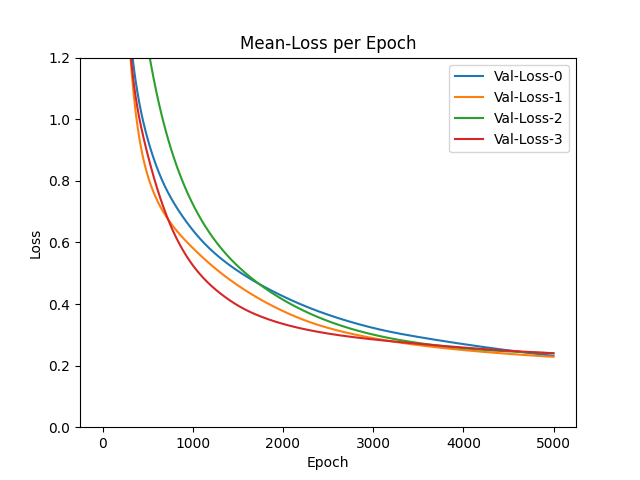 Mean-Loss per Epoch
Loss
1.2
1.0
0.8
0.6
0.4
0.2
0.0
Val-Loss-0
Val-Loss-1
Val-Loss-2
Val-Loss-3
0 1000 2000 3000 4000 5000
Epoch